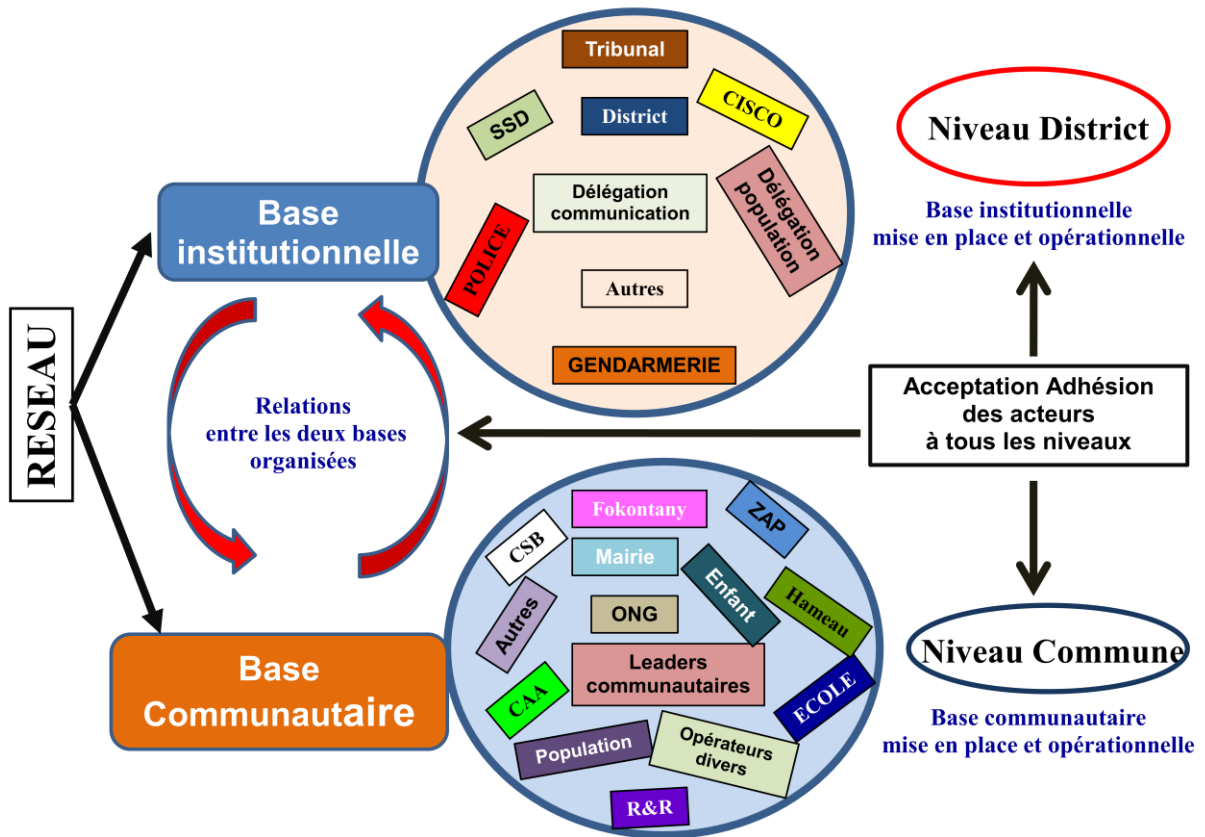 RESEAU
Base
institutionnelle
Tribunal
SSD
District
CISCO
Délégation
communication
Délégation
population
POLICE
Autres
GENDARMERIE
Niveau District
Base institutionnelle
mise en place et opérationnelle
Relations
entre les deux bases
organisées
Acceptation Adhésion
des acteurs
à tous les niveaux
Base
Communautaire
Fokontany
ZAP
CSB
Mairie
Enfant
Hameau
Autres
ONG
Leaders
communautaires
CAA
ECOLE
Population
Opérateurs
divers
R&R
Niveau Commune
Base communautaire
mise en place et opérationnelle